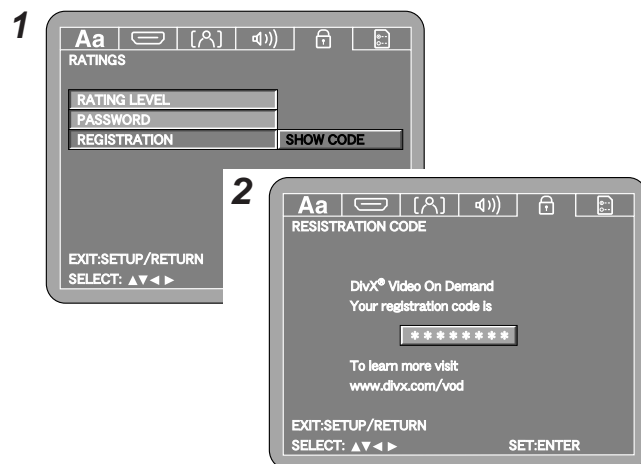 1
Aa
RATINGS
RATING LEVEL
PASSWORD
REGISTRATION SHOW CODE
EXIT:SETUP/RETURN
SELECT: ▲▼◄ ►
2
Aa
RESISTRATION CODE
DivX® Video On Demand
Your registration code is
* * * * * * * *
To learn more visit
www.divx.com/vod
EXIT:SETUP/RETURN
SELECT: ▲▼◄ ► SET:ENTER